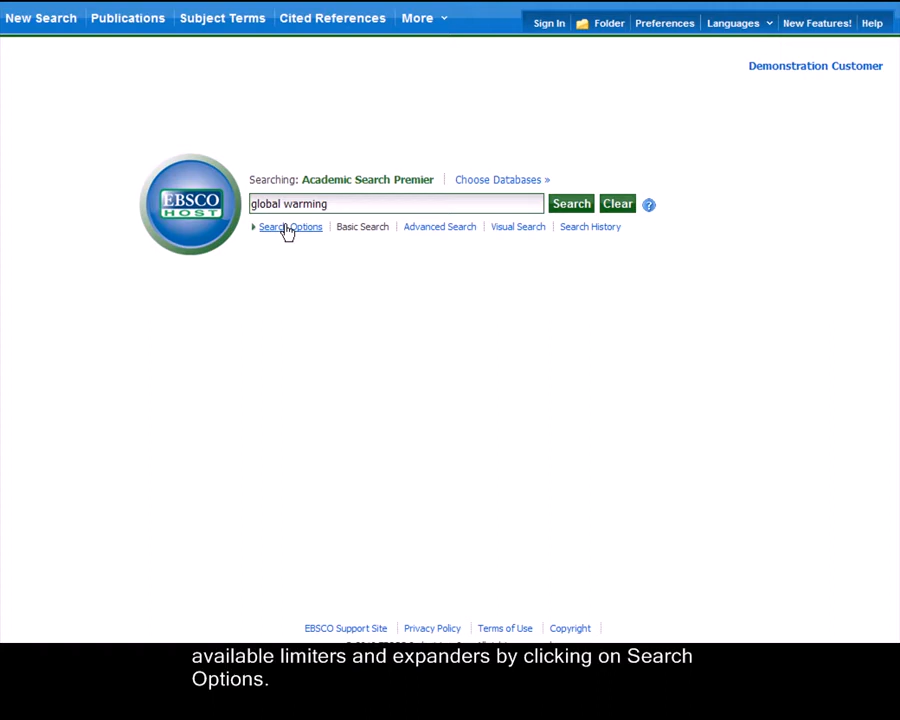 New Search Publications Subject Terms Cited References More Sign In Folder Preferences Languages New Features! Help
Demonstration Customer
Searching: Academic Search Premier Choose Databases »
EBSCO
HOST
global warming Search Clear ?
Search Options Basic Search Advanced Search Visual Search Search History
EBSCO Support Site Privacy Policy Terms of Use Copyright
available limiters and expanders by clicking on Search
Options.